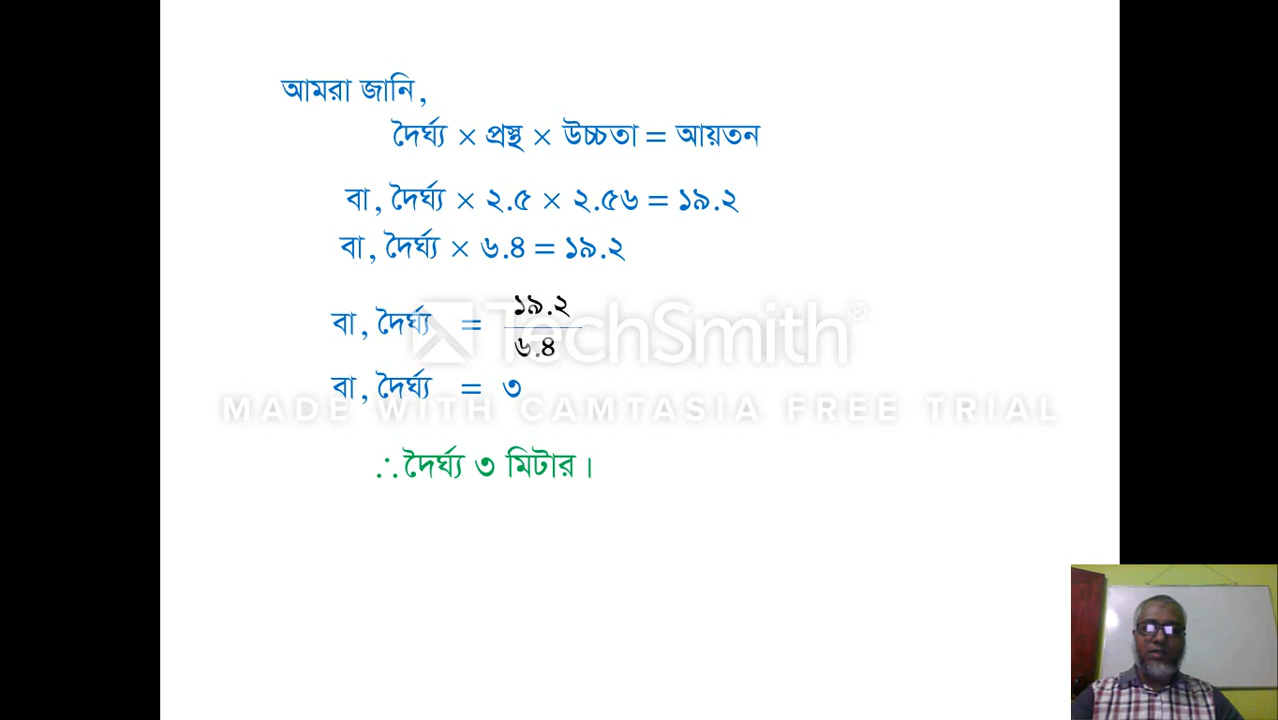 আমরা জানি,
দৈর্ঘ্য × প্রস্থ × উচ্চতা = আয়তন
বা, দৈর্ঘ্য × ২.৫ × ২.৫৬ = ১৯.২
বা, দৈর্ঘ্য × ৬.৪ = ১৯.২
বা, দৈর্ঘ্য = ১৯.২
৬.৪
TechSmith®
বা, দৈর্ঘ্য = ৩
MADE WITH CAMTASIA FREE TRIAL
∴ দৈর্ঘ্য ৩ মিটার।